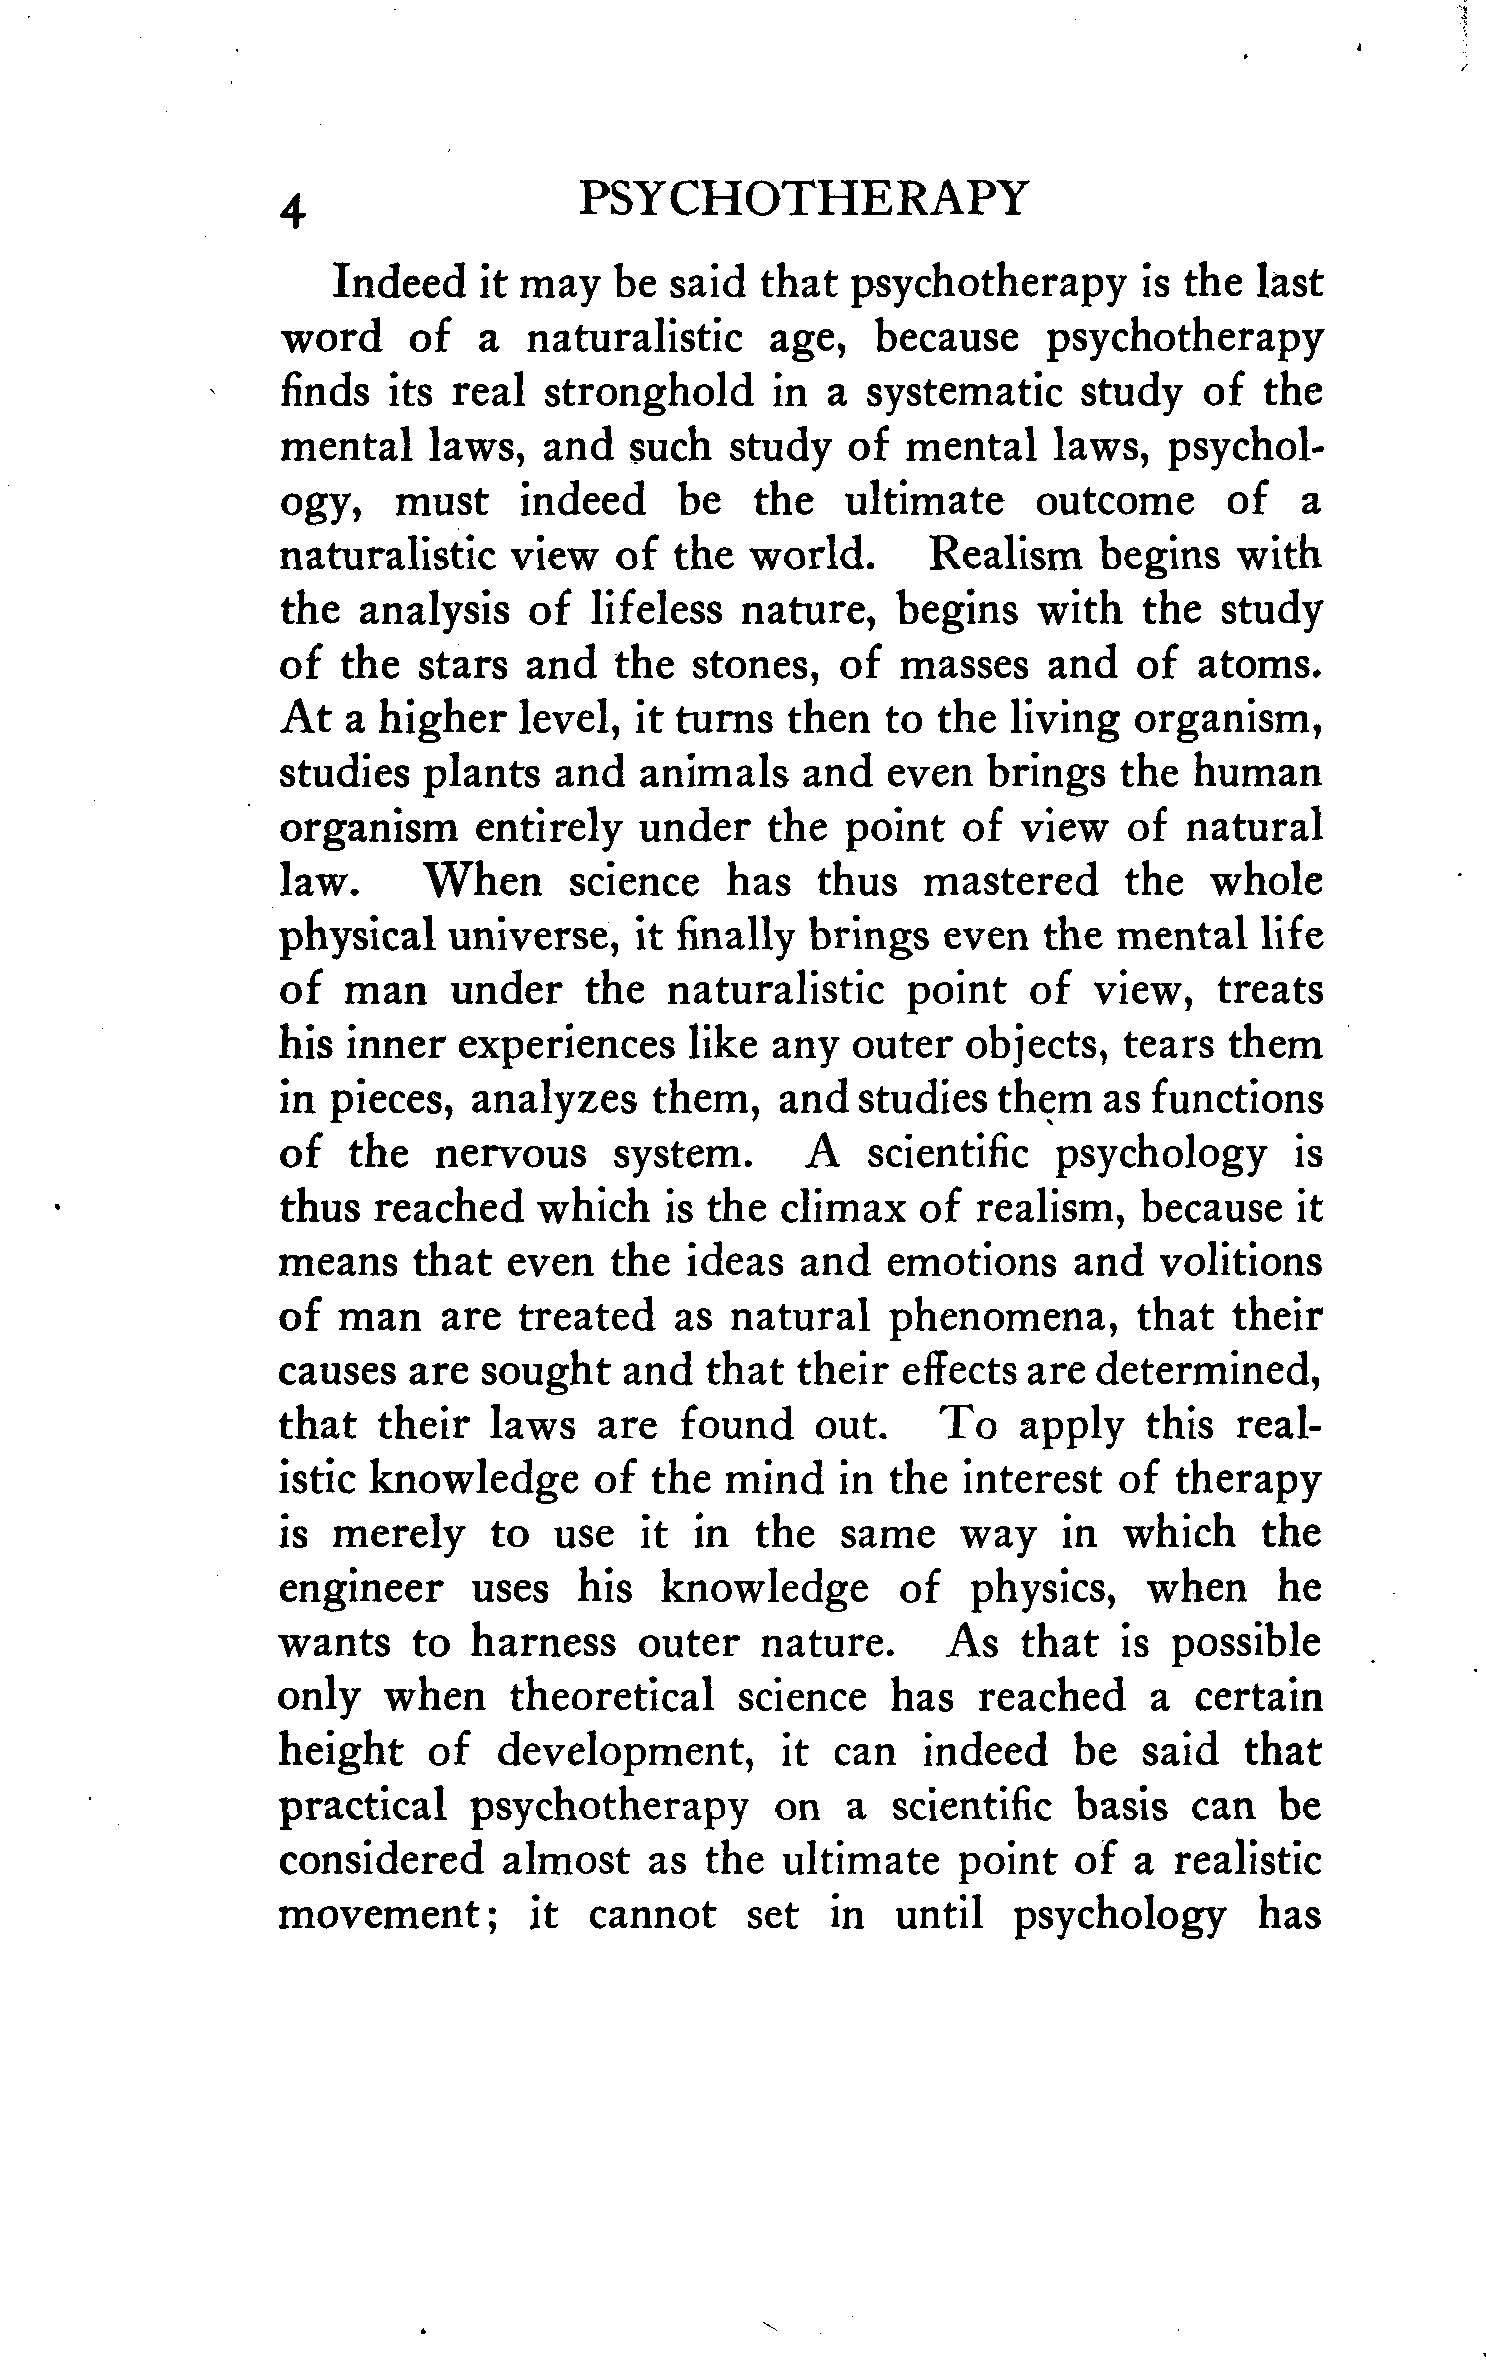 4 PSYCHOTHERAPY
Indeed it may be said that psychotherapy is the last
word of a naturalistic age, because psychotherapy
finds its real stronghold in a systematic study of the
mental laws, and such study of mental laws, psychol-
ogy, must indeed be the ultimate outcome of a
naturalistic view of the world. Realism begins with
the analysis of lifeless nature, begins with the study
of the stars and the stones, of masses and of atoms.
At a higher level, it turns then to the living organism,
studies plants and animals and even brings the human
organism entirely under the point of view of natural
law. When science has thus mastered the whole
physical universe, it finally brings even the mental life
of man under the naturalistic point of view, treats
his inner experiences like any outer objects, tears them
in pieces, analyzes them, and studies them as functions
of the nervous system. A scientific psychology is
thus reached which is the climax of realism, because it
means that even the ideas and emotions and volitions
of man are treated as natural phenomena, that their
causes are sought and that their effects are determined,
that their laws are found out. To apply this real-
istic knowledge of the mind in the interest of therapy
is merely to use it in the same way in which the
engineer uses his knowledge of physics, when he
wants to harness outer nature. As that is possible
only when theoretical science has reached a certain
height of development, it can indeed be said that
practical psychotherapy on a scientific basis can be
considered almost as the ultimate point of a realistic
movement; it cannot set in until psychology has